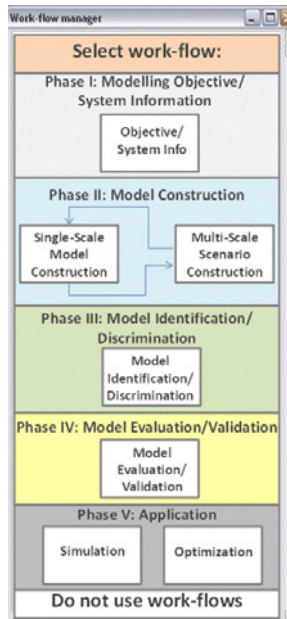 Work-flow manager
Select work-flow:
Phase I: Modelling Objective/
System Information
Objective/
System Info
Phase II: Model Construction
Single-Scale
Model
Construction
Multi-Scale
Scenario
Construction
Phase III: Model Identification/
Discrimination
Model
Identification/
Discrimination
Phase IV: Model Evaluation/Validation
Model
Evaluation/
Validation
Phase V: Application
Simulation
Optimization
Do not use work-flows